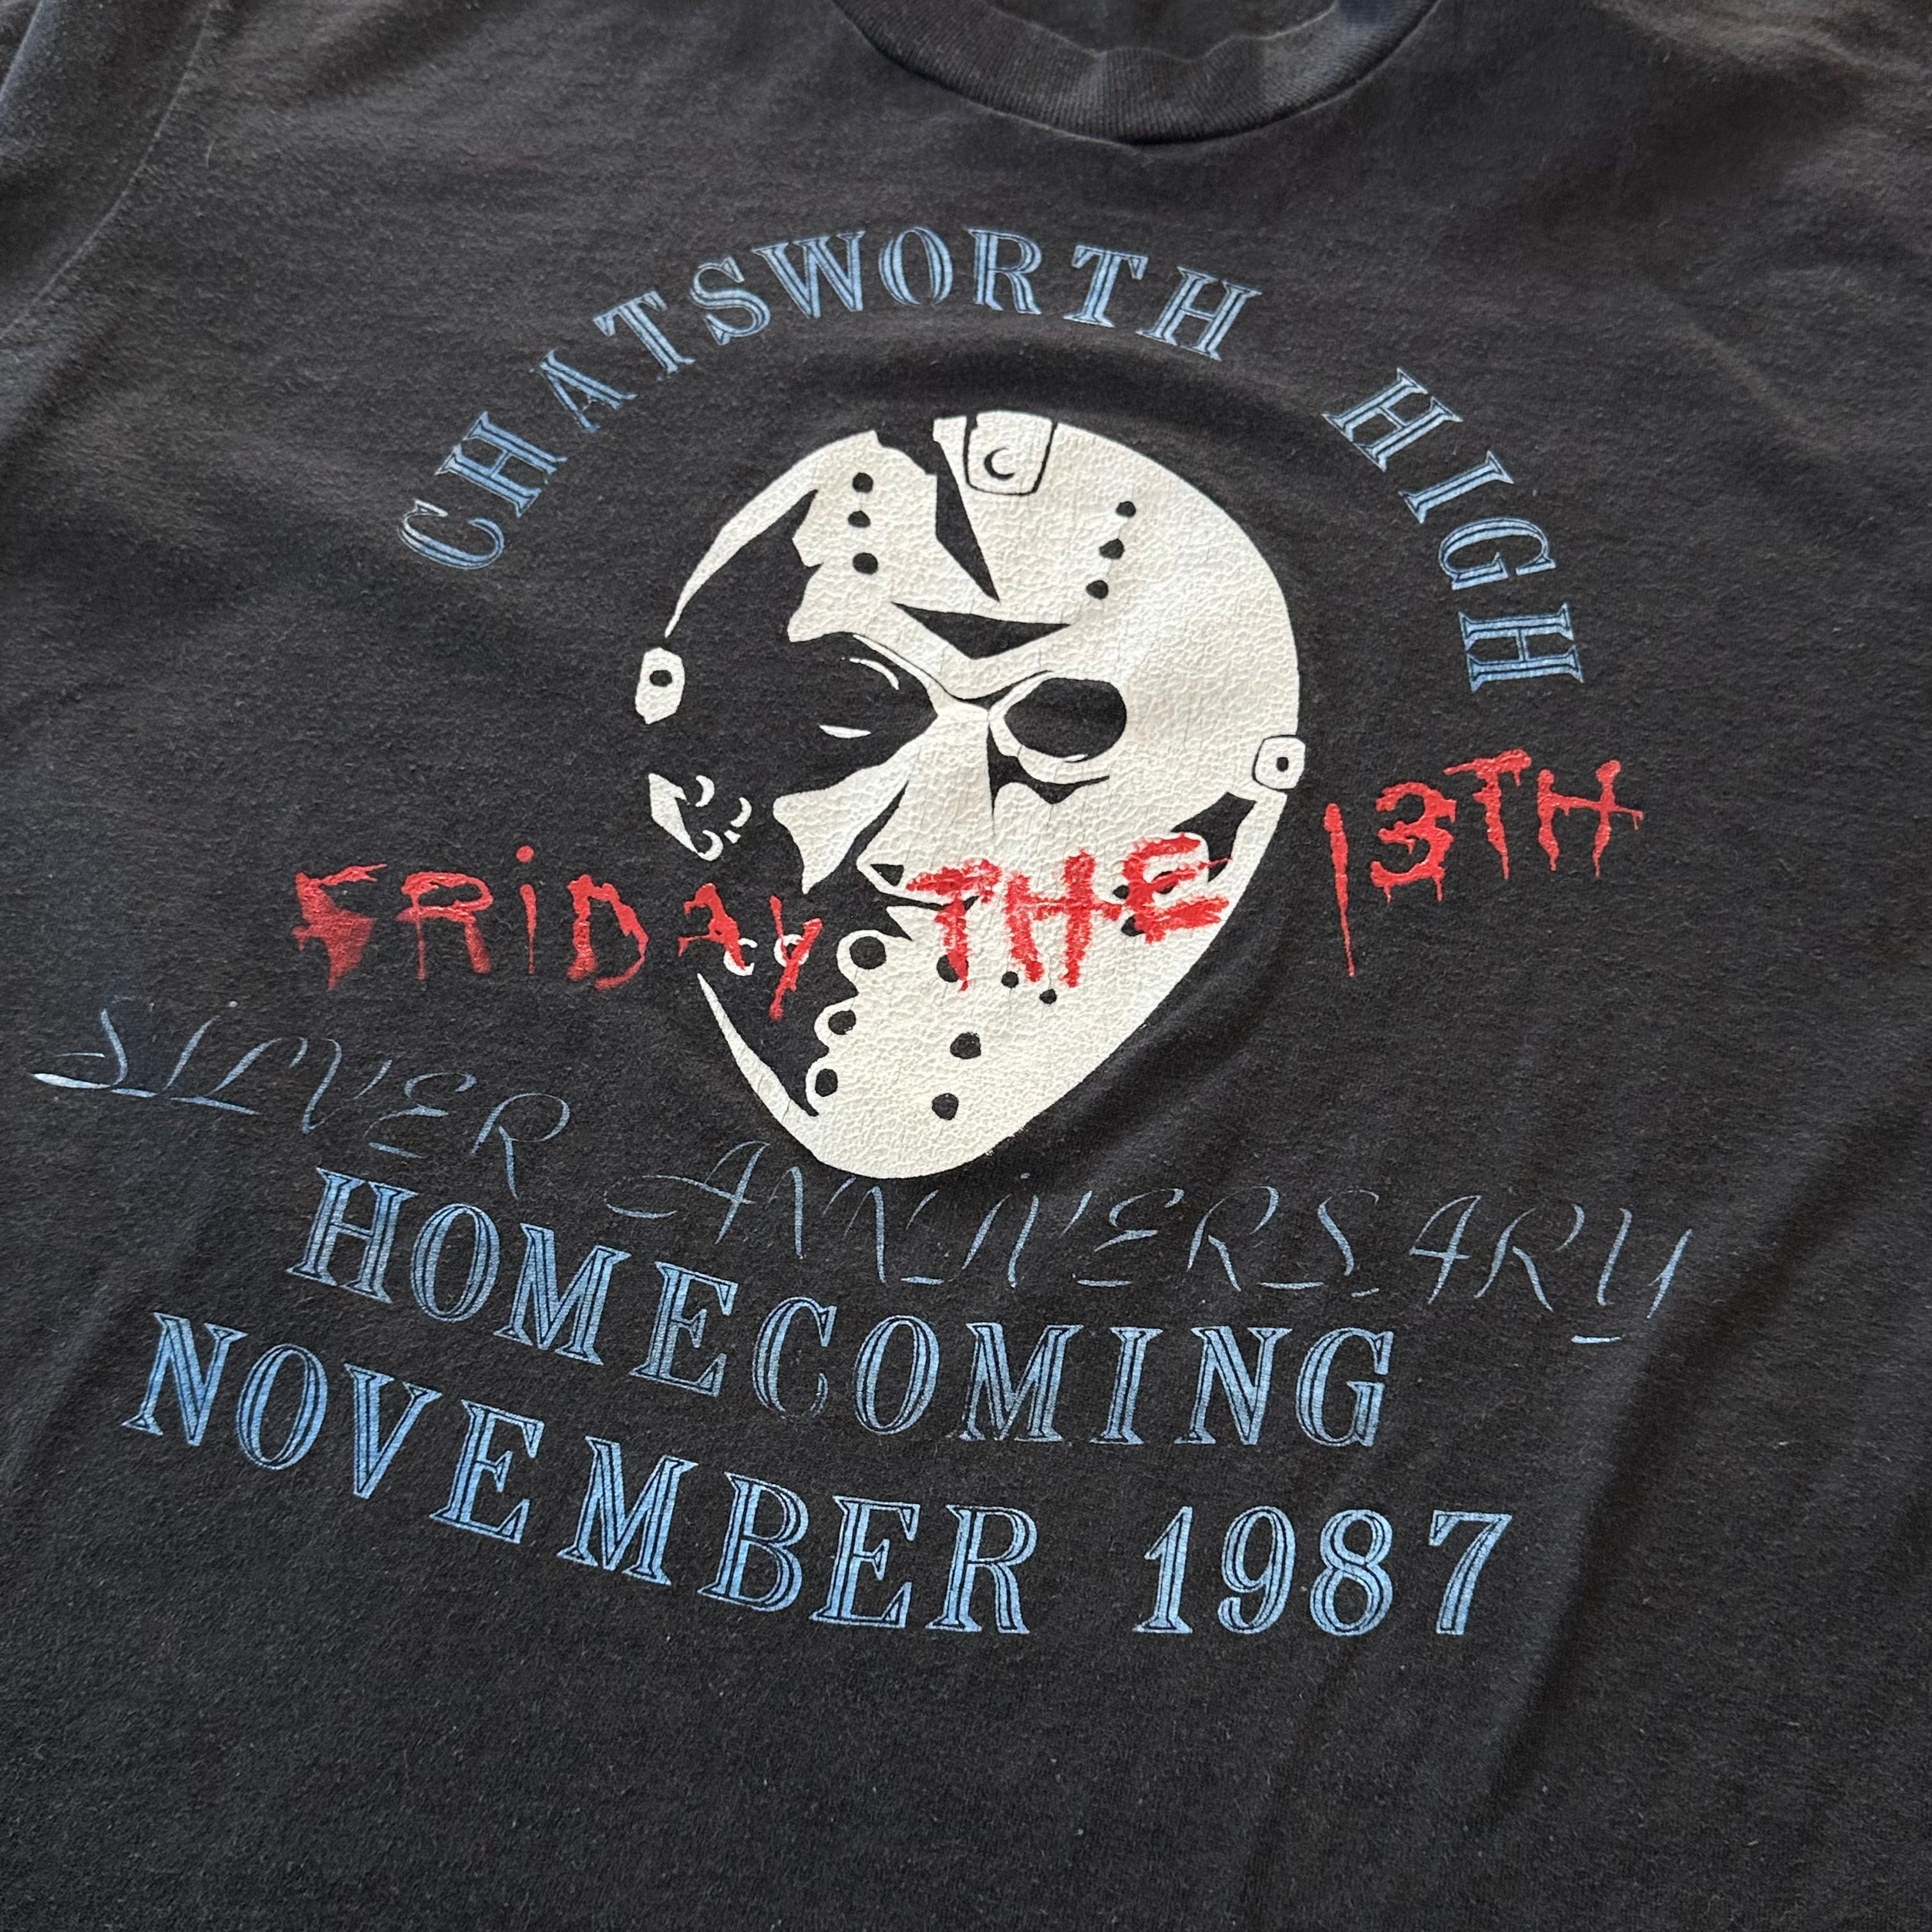 CHATSWORTH HIGH
FRiDAY THE 13TH
SILVER ANNiVERSARY
HOMECOMING
NOVEMBER 1987